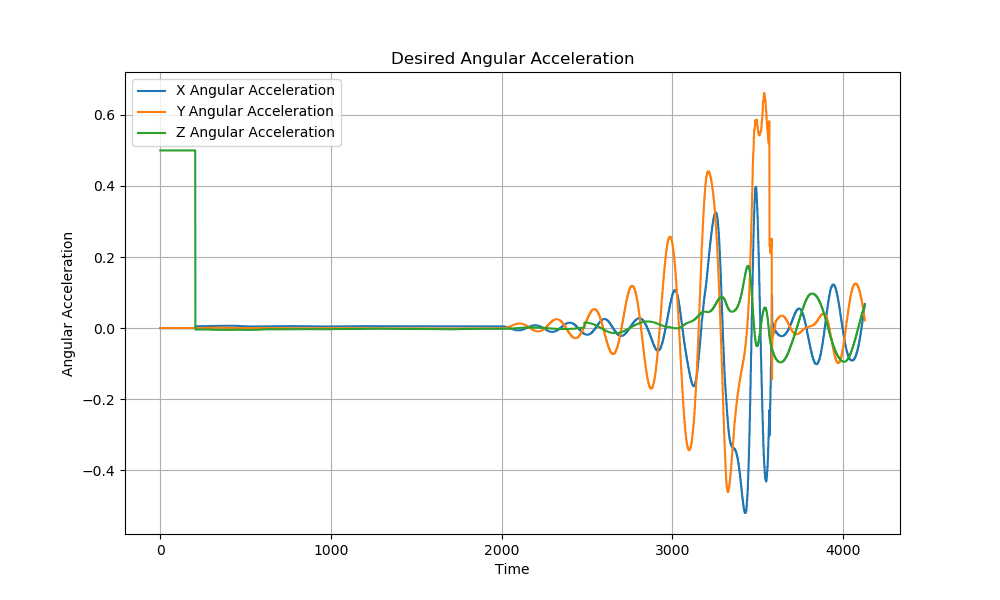 Desired Angular Acceleration
X Angular Acceleration
Y Angular Acceleration
Z Angular Acceleration
Angular Acceleration
0.6
0.4
0.2
0.0
−0.2
−0.4
0 1000 2000 3000 4000
Time